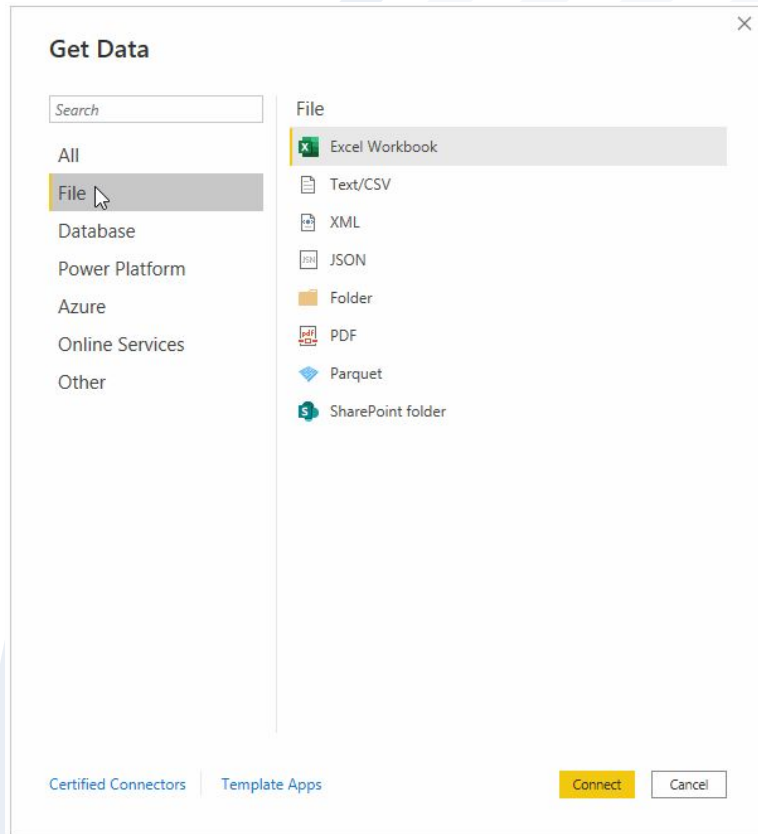 Get Data
Search
All
File
Database
Power Platform
Azure
Online Services
Other
File
Excel Workbook
Text/CSV
XML
JSON
Folder
PDF
Parquet
SharePoint folder
Certified Connectors
Template Apps
Connect
Cancel